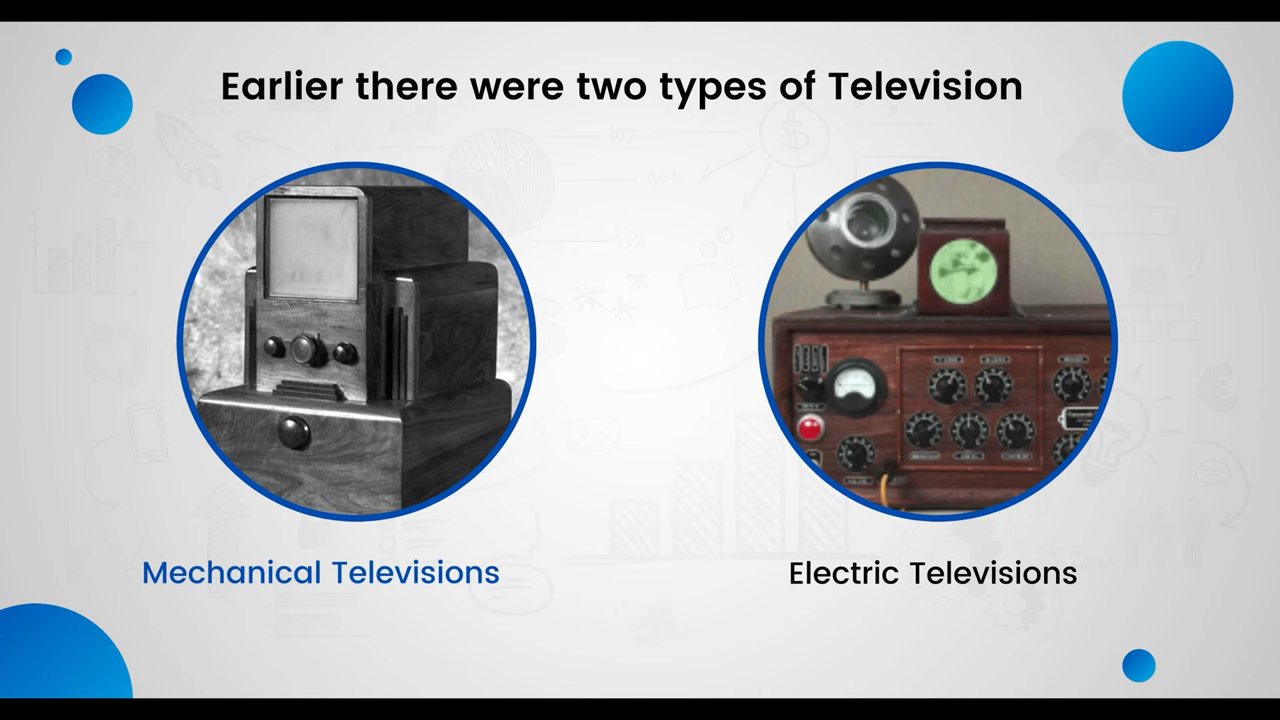 Earlier there were two types of Television
Mechanical Televisions
Electric Televisions